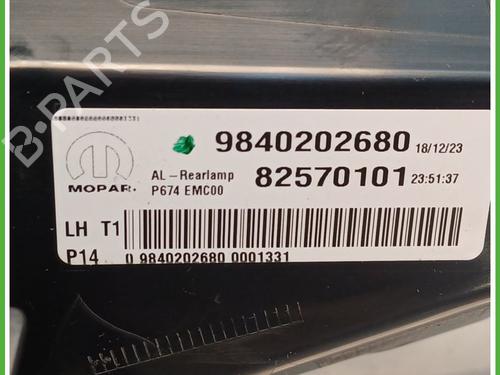 9840202680 18/12/23
MOPAR.
AL-Rearlamp
P674 EMC00
82570101 23:51:37
LH T1
P14
0 9840202680 0001331
B-PARTS